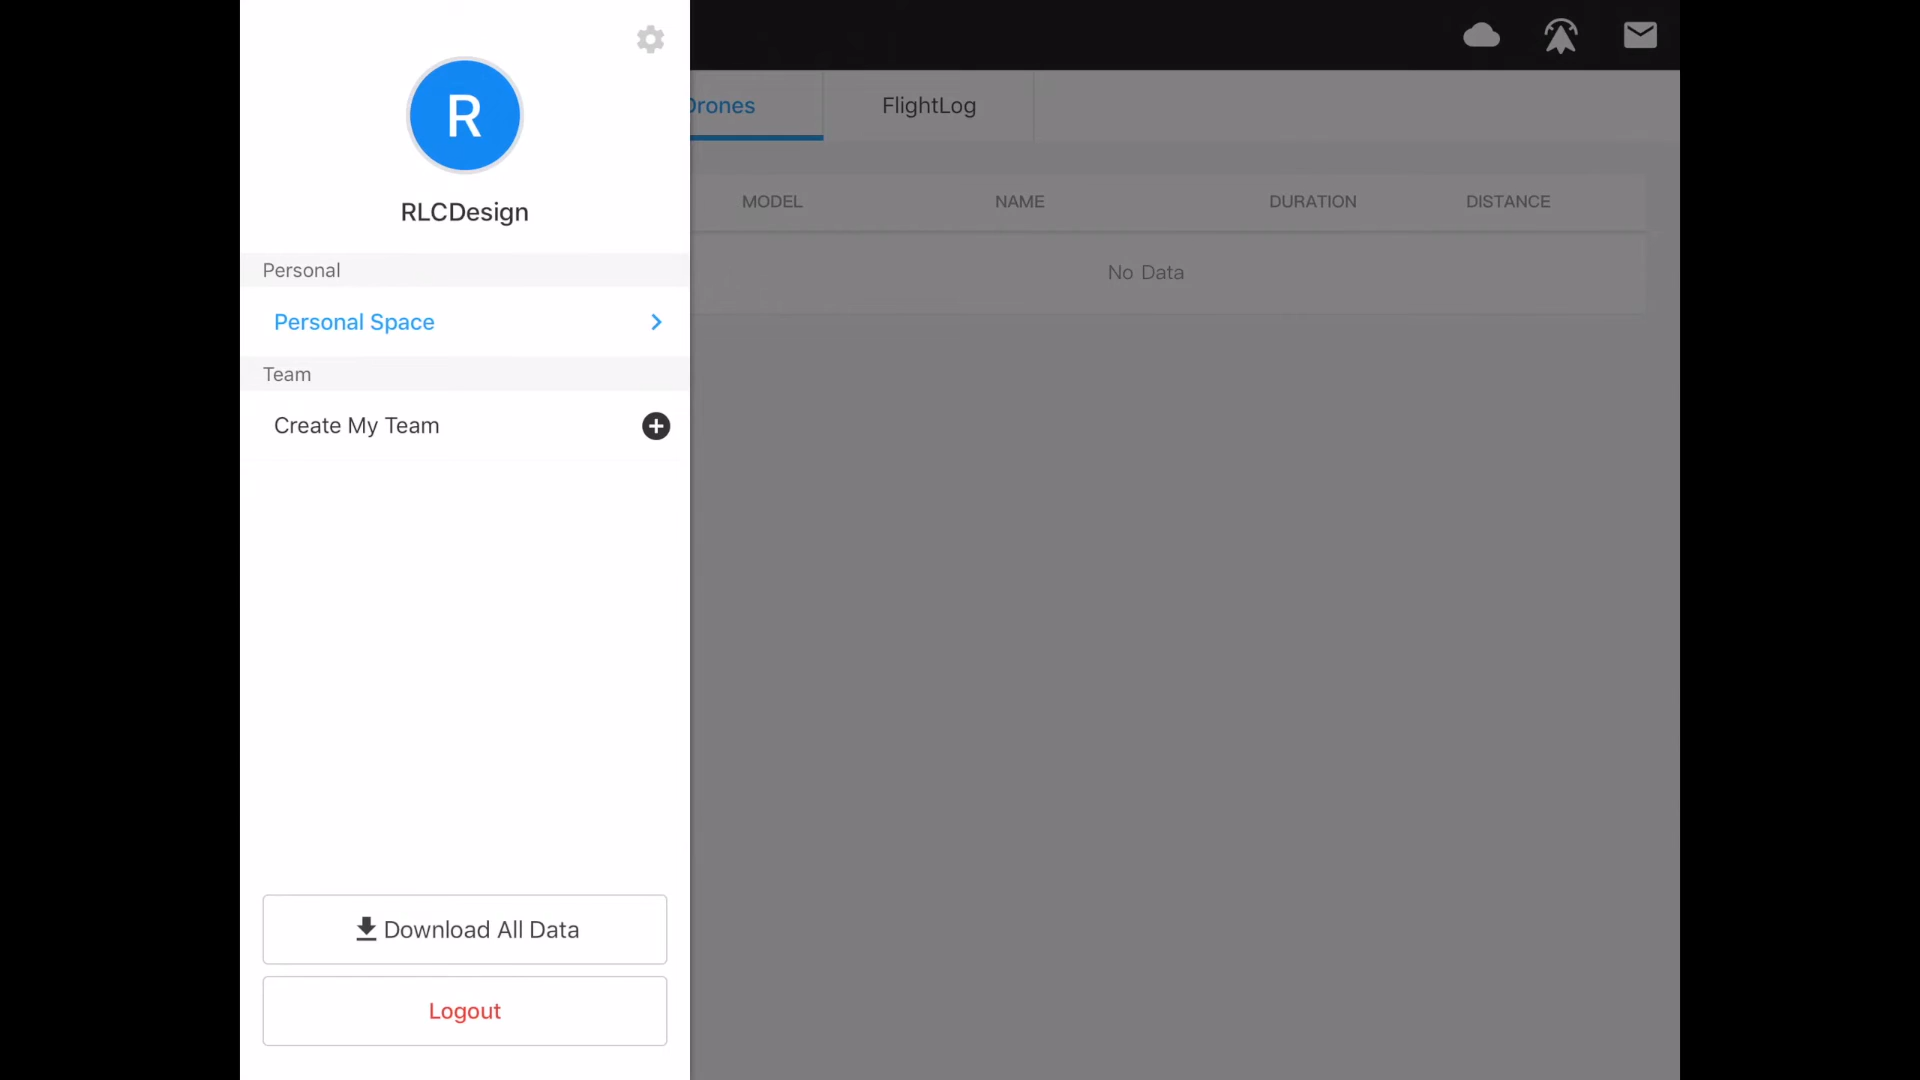 R
RLCDesign
Personal
Personal Space
Team
Create My Team
Download All Data
Logout
Drones
FlightLog
MODEL
NAME
DURATION
DISTANCE
No Data